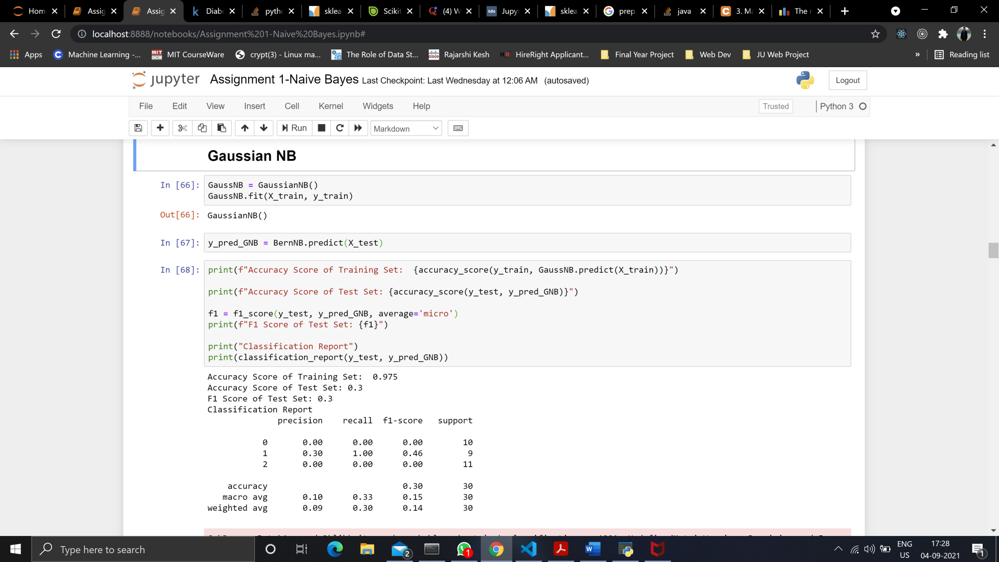 Hom
Assig
Assig
Diab
pytho
sklea
Scikit
(4) W
tds
Jupyt
sklea
prep
java
3. Ma
The r
localhost:8888/notebooks/Assignment%201-Naive%20Bayes.ipynb#
Apps
Machine Learning -...
MIT OCW
MIT CourseWare
crypt(3) - Linux ma...
The Role of Data St...
CISCO
Rajarshi Kesh
HR
HireRight Applicant...
Final Year Project
Web Dev
JU Web Project
»
Reading list
jupyter Assignment 1-Naive Bayes Last Checkpoint: Last Wednesday at 12:06 AM (autosaved)
Logout
File Edit View Insert Cell Kernel Widgets Help
Trusted
Python 3
Run
Markdown
Gaussian NB
In [66]: GaussNB = GaussianNB()
GaussNB.fit(X_train, y_train)
Out[66]: GaussianNB()
In [67]: y_pred_GNB = BernNB.predict(X_test)
In [68]: print(f"Accuracy Score of Training Set:  {accuracy_score(y_train, GaussNB.predict(X_train))}")
print(f"Accuracy Score of Test Set: {accuracy_score(y_test, y_pred_GNB)}")
f1 = f1_score(y_test, y_pred_GNB, average='micro')
print(f"F1 Score of Test Set: {f1}")
print("Classification Report")
print(classification_report(y_test, y_pred_GNB))
Accuracy Score of Training Set:  0.975
Accuracy Score of Test Set: 0.3
F1 Score of Test Set: 0.3
Classification Report
precision recall f1-score support
0 0.00 0.00 0.00 10
1 0.30 1.00 0.46 9
2 0.00 0.00 0.00 11
accuracy 0.30 30
macro avg 0.10 0.33 0.15 30
weighted avg 0.09 0.30 0.14 30
Type here to search
2
1
ENG
US
17:28
04-09-2021
1